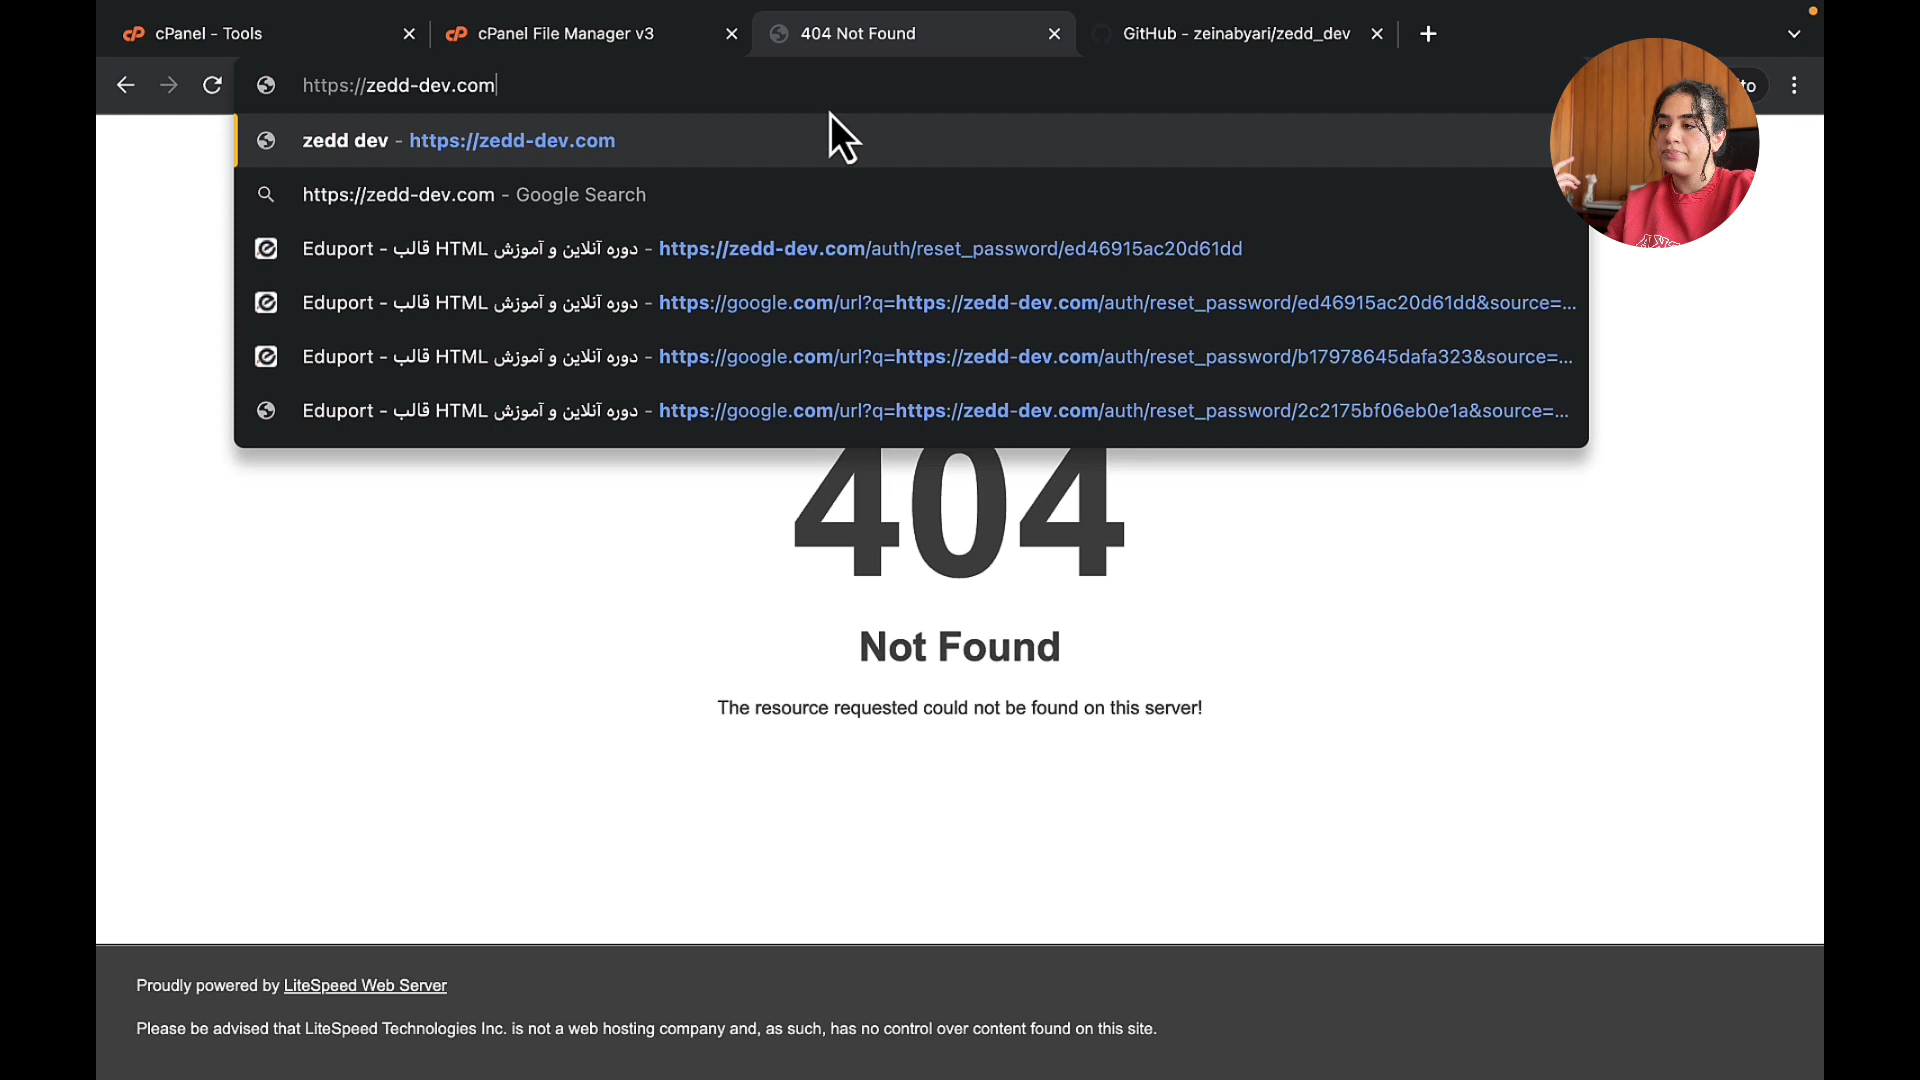 cPanel - Tools
cPanel File Manager v3
404 Not Found
GitHub - zeinabyari/zedd_dev
https://zedd-dev.com
zedd dev - https://zedd-dev.com
https://zedd-dev.com - Google Search
Eduport - قالب HTML دوره آنلاین و آموزش - https://zedd-dev.com/auth/reset_password/ed46915ac20d61dd
Eduport - قالب HTML دوره آنلاین و آموزش - https://google.com/url?q=https://zedd-dev.com/auth/reset_password/ed46915ac20d61dd&source=...
Eduport - قالب HTML دوره آنلاین و آموزش - https://google.com/url?q=https://zedd-dev.com/auth/reset_password/b17978645dafa323&source=...
Eduport - قالب HTML دوره آنلاین و آموزش - https://google.com/url?q=https://zedd-dev.com/auth/reset_password/2c2175bf06eb0e1a&source=...
404
Not Found
The resource requested could not be found on this server!
Proudly powered by LiteSpeed Web Server
Please be advised that LiteSpeed Technologies Inc. is not a web hosting company and, as such, has no control over content found on this site.